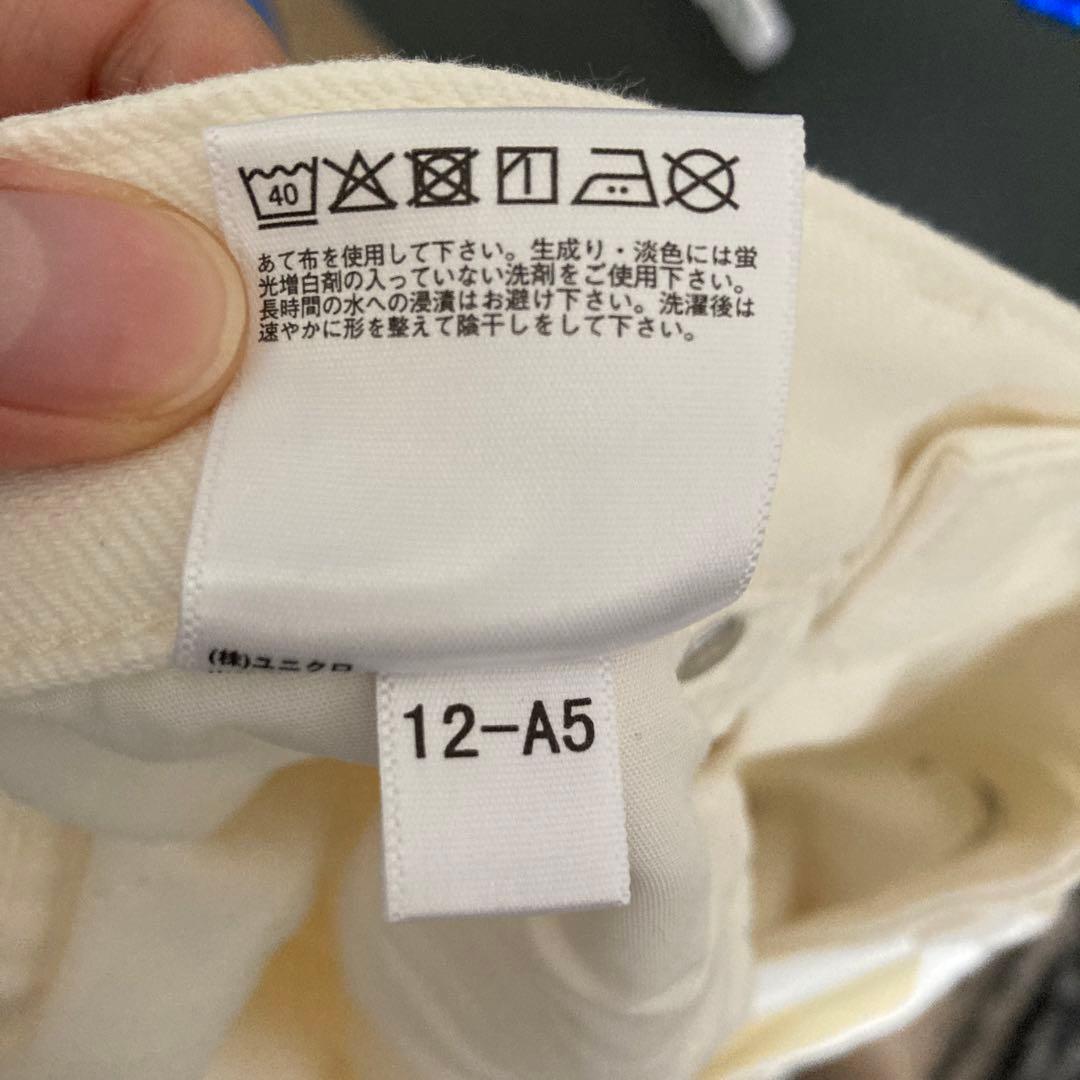 40
あて布を使用して下さい。生成り・淡色には蛍
光増白剤の入っていない洗剤をご使用下さい。
長時間の水への浸漬はお避け下さい。洗濯後は
速やかに形を整えて陰干しをして下さい。
(株)ユニクロ
12-A5